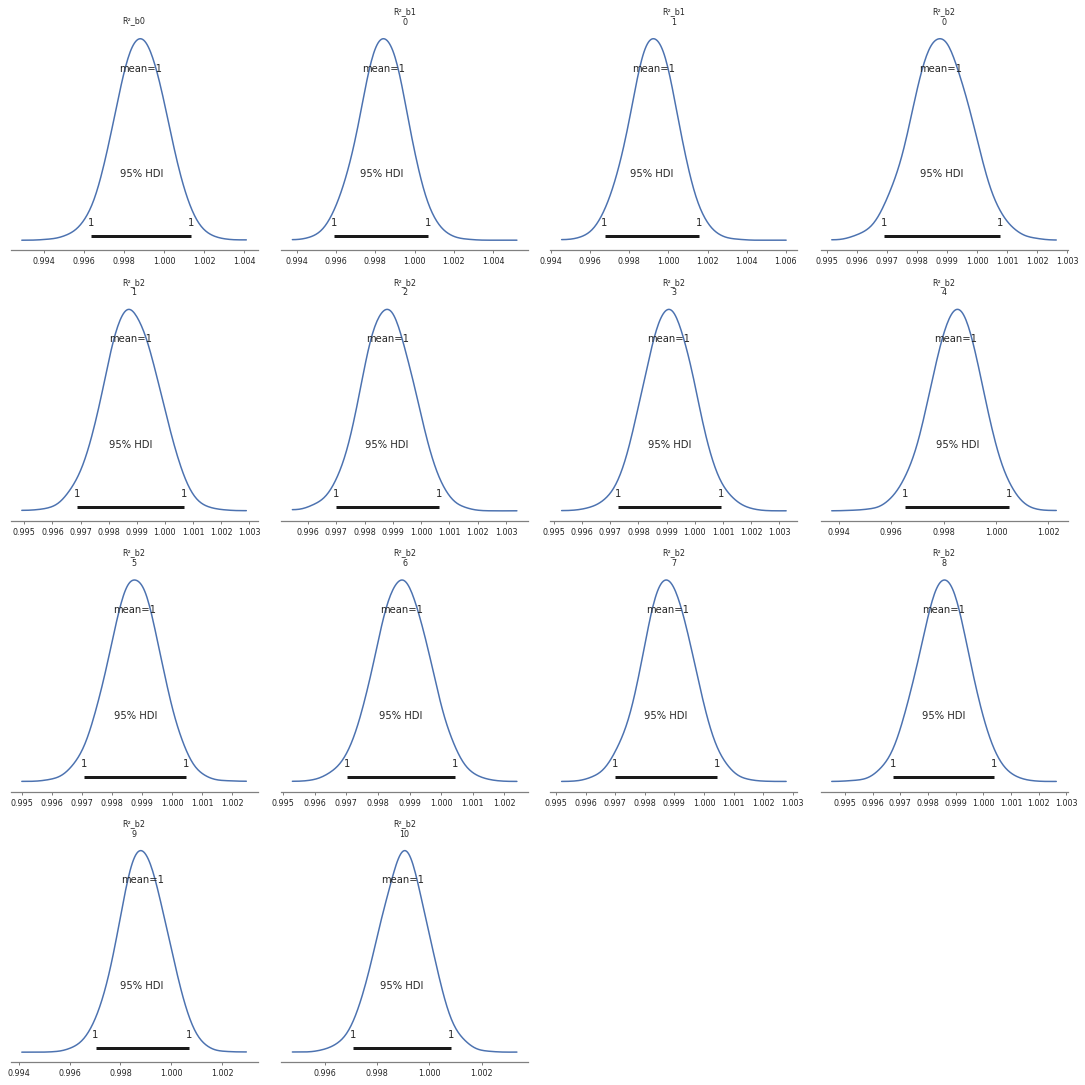 R²_b0
mean=1
95% HDI
1 1
0.994 0.996 0.998 1.000 1.002 1.004
R²_b1
0
mean=1
95% HDI
1 1
0.994 0.996 0.998 1.000 1.002 1.004
R²_b1
1
mean=1
95% HDI
1 1
0.994 0.996 0.998 1.000 1.002 1.004 1.006
R²_b2
0
mean=1
95% HDI
1 1
0.995 0.996 0.997 0.998 0.999 1.000 1.001 1.002 1.003
R²_b2
1
mean=1
95% HDI
1 1
0.995 0.996 0.997 0.998 0.999 1.000 1.001 1.002 1.003
R²_b2
2
mean=1
95% HDI
1 1
0.996 0.997 0.998 0.999 1.000 1.001 1.002 1.003
R²_b2
3
mean=1
95% HDI
1 1
0.995 0.996 0.997 0.998 0.999 1.000 1.001 1.002 1.003
R²_b2
4
mean=1
95% HDI
1 1
0.994 0.996 0.998 1.000 1.002
R²_b2
5
mean=1
95% HDI
1 1
0.995 0.996 0.997 0.998 0.999 1.000 1.001 1.002
R²_b2
6
mean=1
95% HDI
1 1
0.995 0.996 0.997 0.998 0.999 1.000 1.001 1.002
R²_b2
7
mean=1
95% HDI
1 1
0.995 0.996 0.997 0.998 0.999 1.000 1.001 1.002 1.003
R²_b2
8
mean=1
95% HDI
1 1
0.995 0.996 0.997 0.998 0.999 1.000 1.001 1.002 1.003
R²_b2
9
mean=1
95% HDI
1 1
0.994 0.996 0.998 1.000 1.002
R²_b2
10
mean=1
95% HDI
1 1
0.996 0.998 1.000 1.002